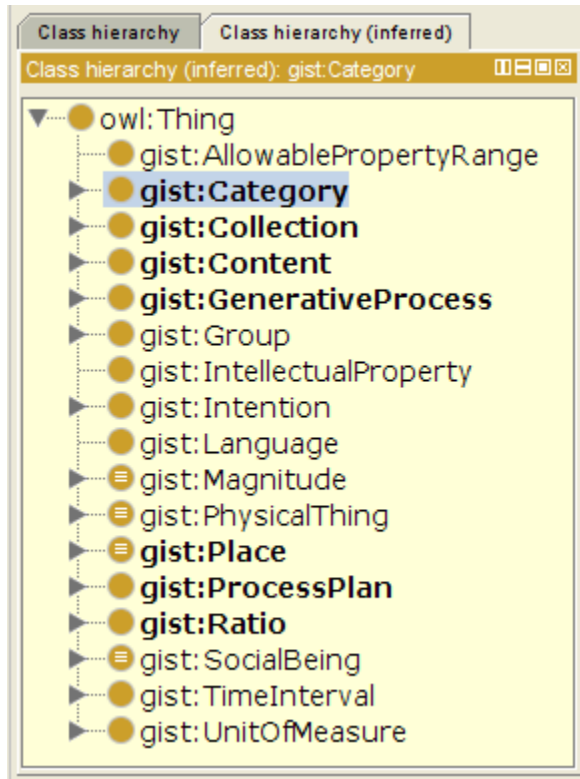 Class hierarchy Class hierarchy (inferred)
Class hierarchy (inferred): gist:Category
owl:Thing
gist:AllowablePropertyRange
gist:Category
gist:Collection
gist:Content
gist:GenerativeProcess
gist:Group
gist:IntellectualProperty
gist:Intention
gist:Language
gist:Magnitude
gist:PhysicalThing
gist:Place
gist:ProcessPlan
gist:Ratio
gist:SocialBeing
gist:TimeInterval
gist:UnitOfMeasure